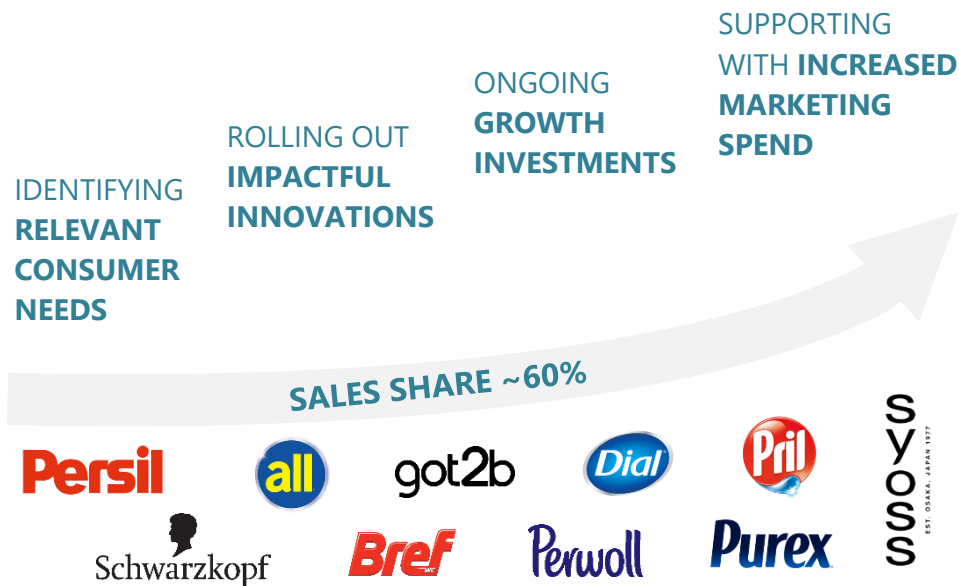 IDENTIFYING
RELEVANT
CONSUMER
NEEDS
ROLLING OUT
IMPACTFUL
INNOVATIONS
ONGOING
GROWTH
INVESTMENTS
SUPPORTING
WITH INCREASED
MARKETING
SPEND
SALES SHARE ~60%
Persil
all
got2b
Dial
Pril
syoss
EST. OSAKA, JAPAN 1977
Schwarzkopf
Bref
WC
Perwoll
Purex